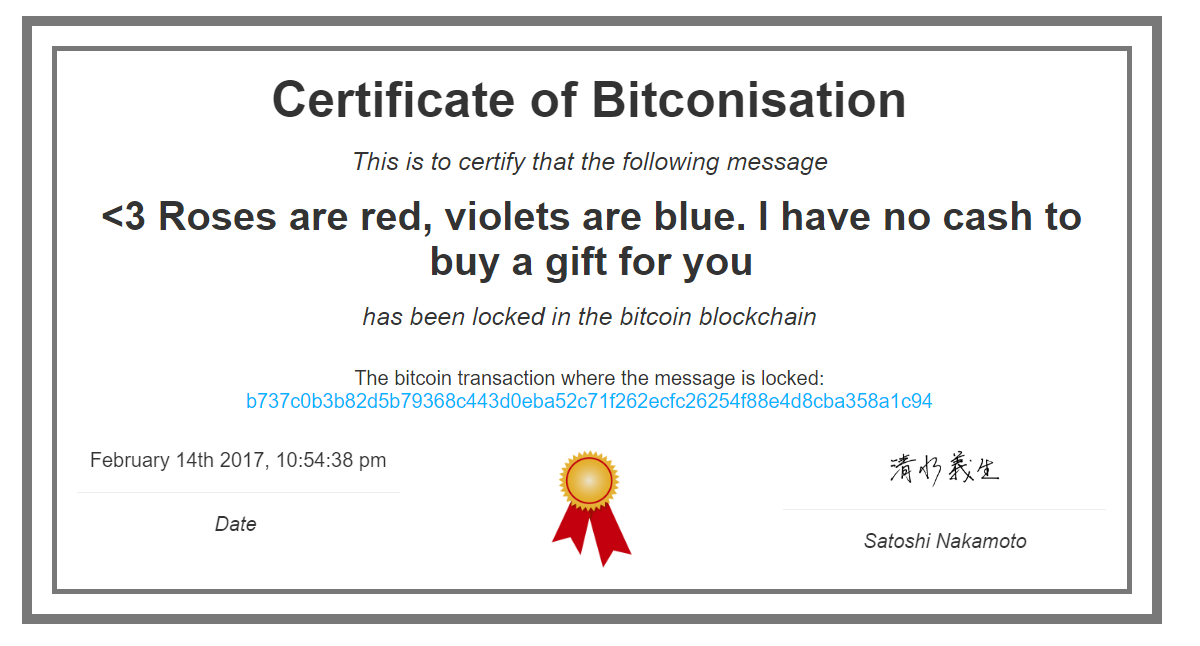 Certificate of Bitconisation
This is to certify that the following message
<3 Roses are red, violets are blue. I have no cash to
buy a gift for you
has been locked in the bitcoin blockchain
The bitcoin transaction where the message is locked:
b737c0b3b82d5b79368c443d0eba52c71f262ecfc26254f88e4d8cba358a1c94
February 14th 2017, 10:54:38 pm
Date
清水義生
Satoshi Nakamoto